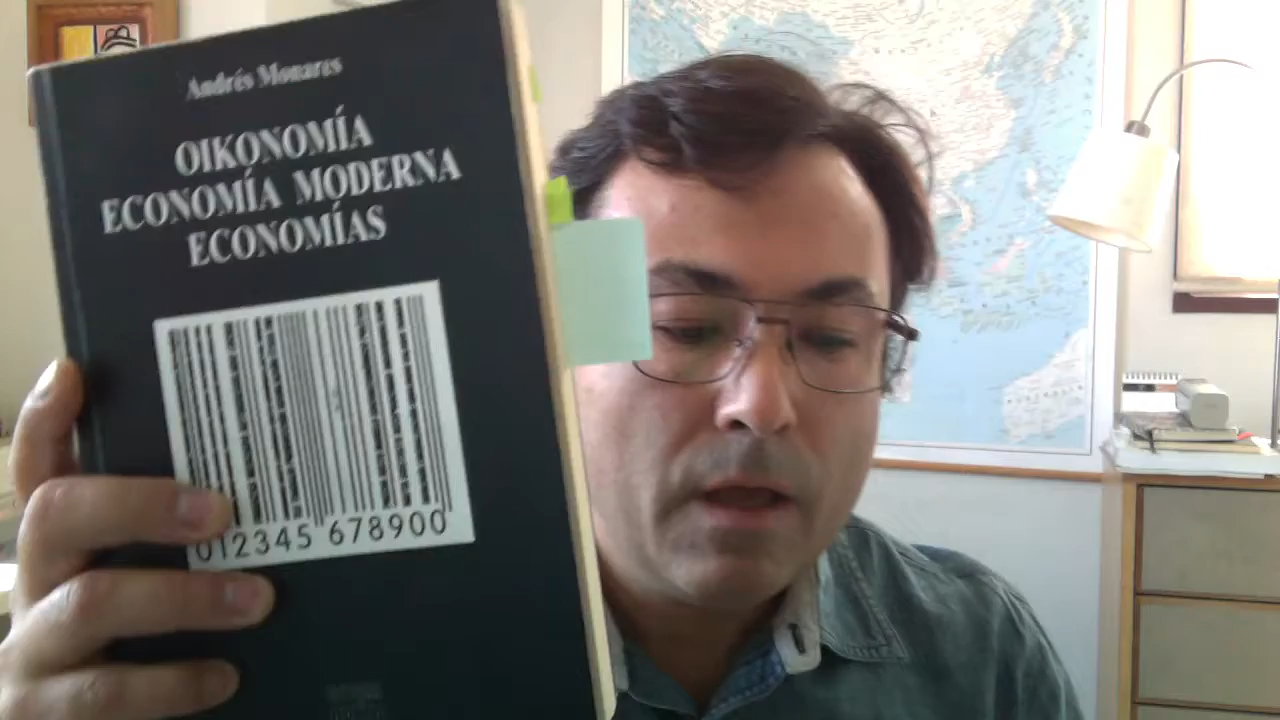 Andrés Monares
OIKONOMÍA
ECONOMÍA MODERNA
ECONOMÍAS
012345 678900